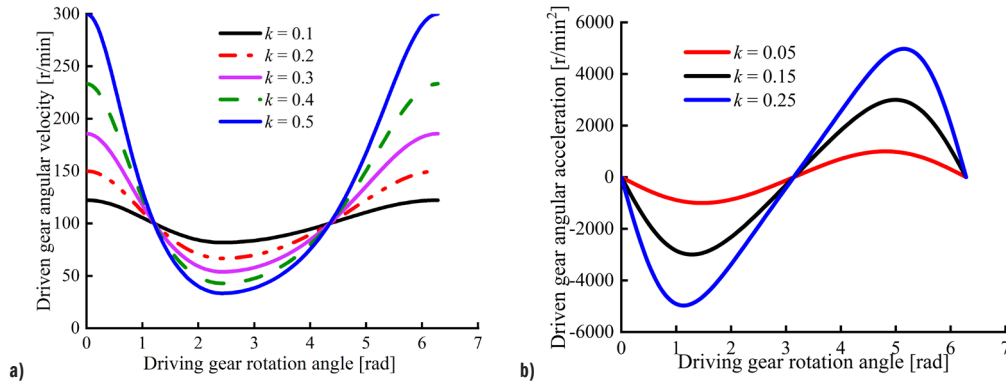 300
250
200
150
100
50
0
Driven gear angular velocity [r/min]
k = 0.1
k = 0.2
k = 0.3
k = 0.4
k = 0.5
0 1 2 3 4 5 6 7
Driving gear rotation angle [rad]
a)
6000
4000
2000
0
-2000
-4000
-6000
Driven gear angular acceleration [r/min²]
k = 0.05
k = 0.15
k = 0.25
0 1 2 3 4 5 6 7
Driving gear rotation angle [rad]
b)